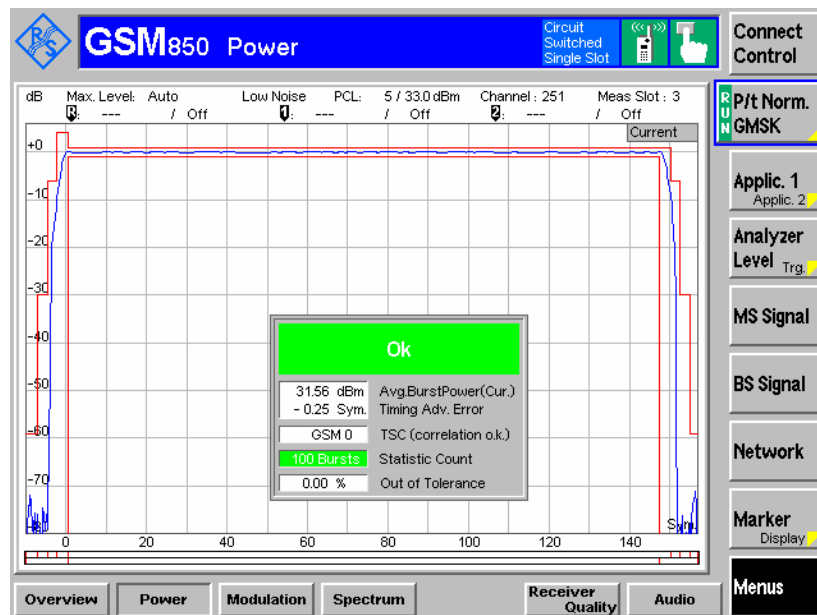 R&S GSM850 Power Circuit Switched Single Slot
Connect Control
dB Max. Level: Auto Low Noise PCL: 5 / 33.0 dBm Channel : 251 Meas Slot : 3
R: --- / Off 1: --- / Off 2: --- / Off
Current
RUN P/t Norm. GMSK
Applic. 1
Applic. 2
Analyzer Level Trg.
MS Signal
BS Signal
Network
Marker
Display
Menus
+0
-10
-20
-30
-40
-50
-60
-70
-80
Ok
31.56 dBm Avg.BurstPower(Cur.)
- 0.25 Sym. Timing Adv. Error
GSM 0 TSC (correlation o.k.)
100 Bursts Statistic Count
0.00 % Out of Tolerance
Sym.
0 20 40 60 80 100 120 140
Overview Power Modulation Spectrum Receiver Quality Audio